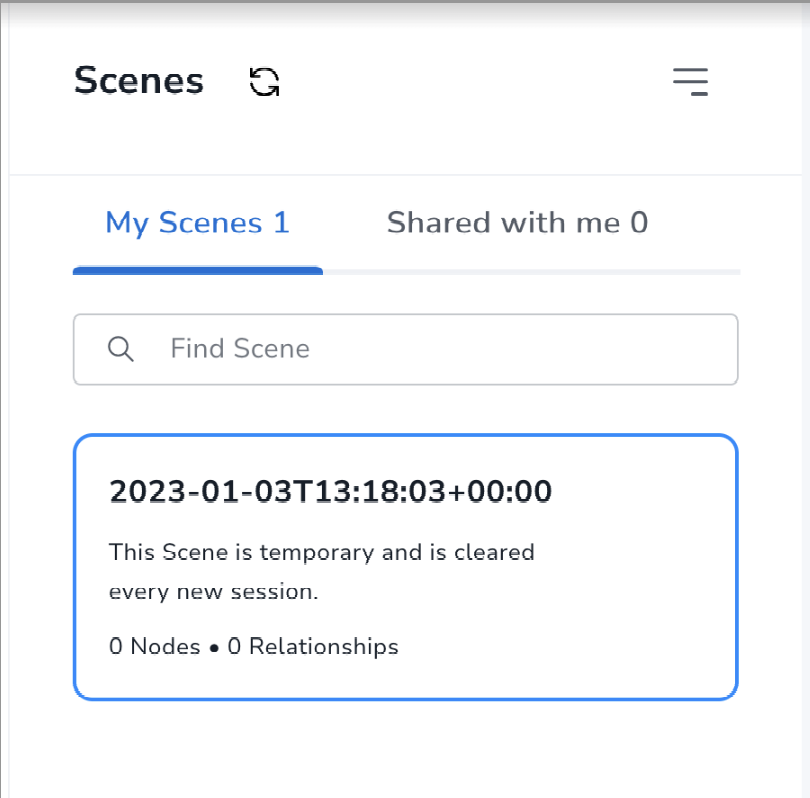 Scenes
My Scenes 1
Shared with me 0
Find Scene
2023-01-03T13:18:03+00:00
This Scene is temporary and is cleared
every new session.
0 Nodes • 0 Relationships